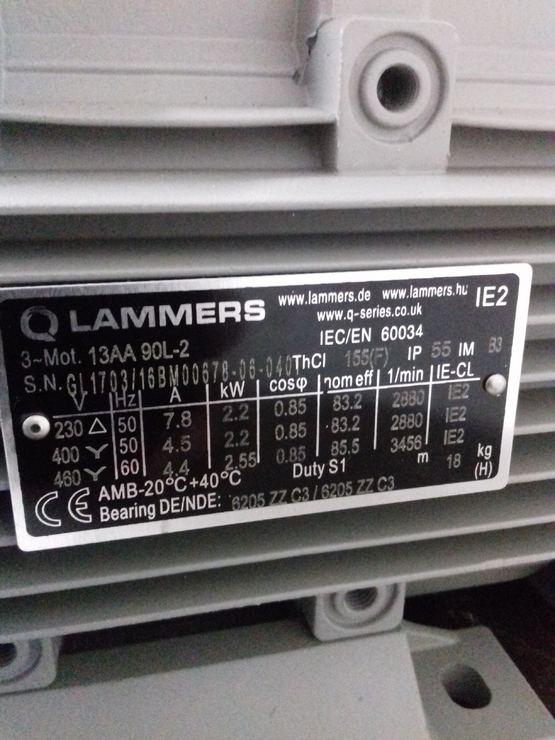 Q LAMMERS www.lammers.de www.lammers.hu IE2
www.q-series.co.uk
3~Mot. 13AA 90L-2 IEC/EN 60034
S.N. GL1703/16BM00678-06-040 ThCl 155(F) IP 55 IM B3
V Hz A kW cosφ nom eff 1/min IE-CL
230 △ 50 7.8 2.2 0.85 83.2 2880 IE2
400 Y 50 4.5 2.2 0.85 83.2 2880 IE2
460 Y 60 4.4 2.55 0.85 85.5 3456 IE2
CE AMB-20°C+40°C Duty S1 m 18 kg (H)
Bearing DE/NDE: 6205 ZZ C3 / 6205 ZZ C3